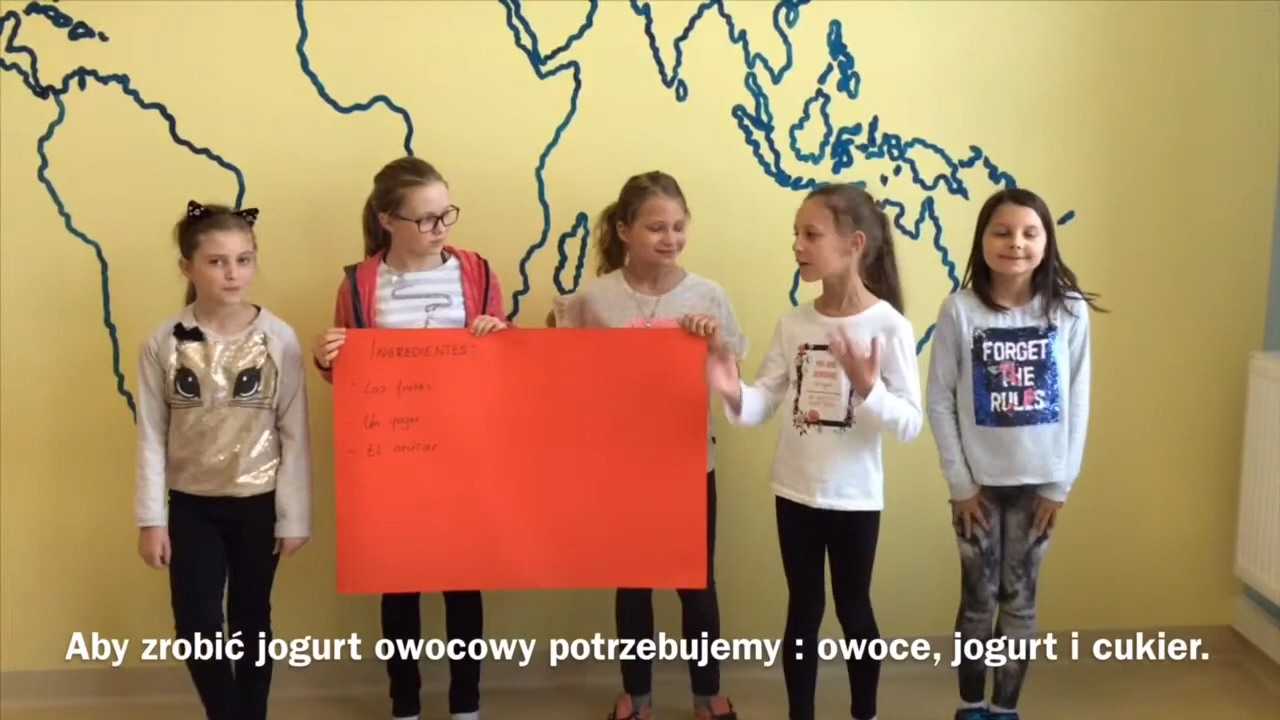 INGREDIENTES:
- Las frutas
- Un yogur
- El azúcar
FORGET
THE
RULES
Aby zrobić jogurt owocowy potrzebujemy : owoce, jogurt i cukier.